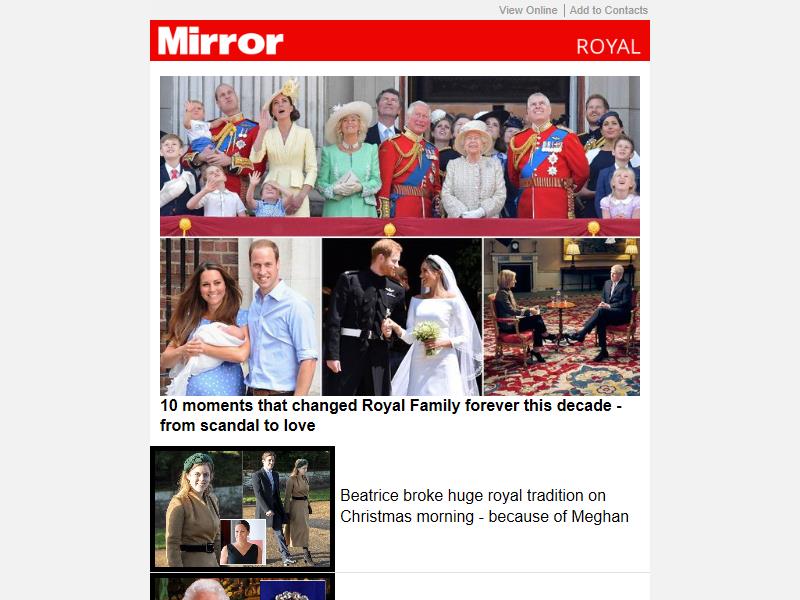 View Online | Add to Contacts
Mirror
ROYAL
10 moments that changed Royal Family forever this decade -
from scandal to love
Beatrice broke huge royal tradition on
Christmas morning - because of Meghan